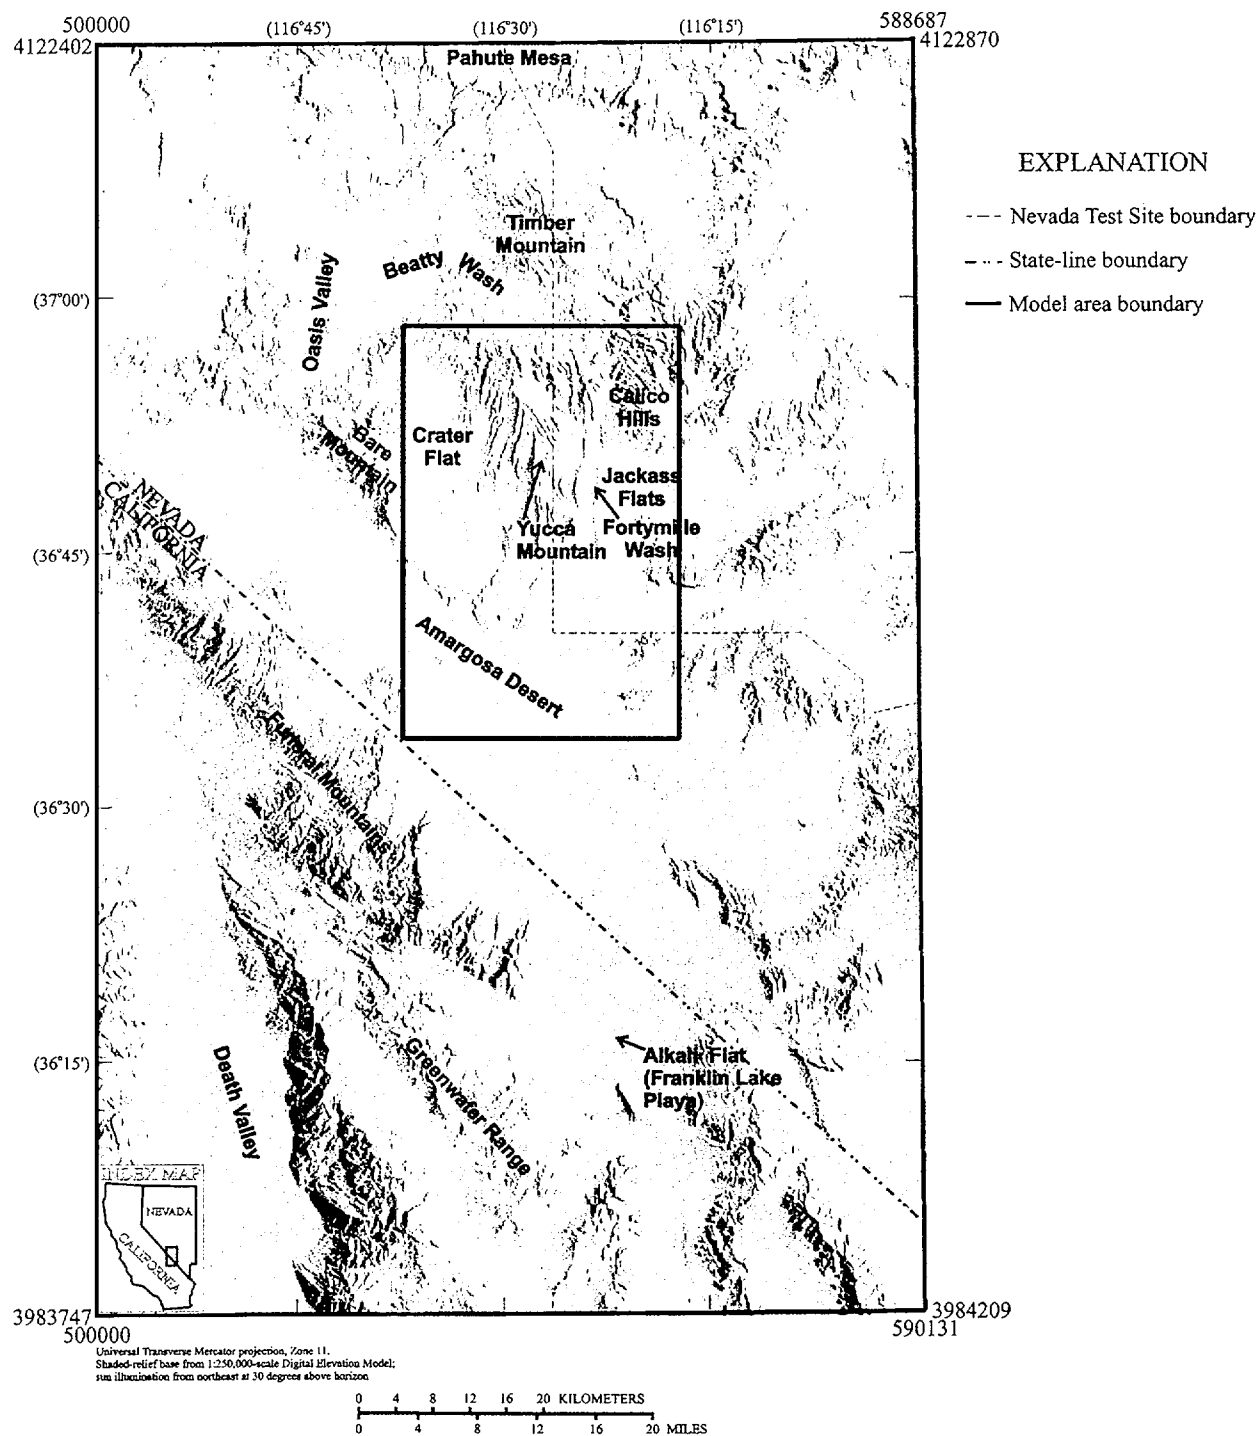 500000
(116°45')
(116°30')
(116°15')
588687
4122402
4122870
Pahute Mesa
EXPLANATION
Nevada Test Site boundary
State-line boundary
Model area boundary
Timber
Mountain
Beatty Wash
Oasis Valley
(37°00')
Calico
Hills
Crater
Flat
Bare
Mountain
Jackass
Flats
NEVADA
CALIFORNIA
Yucca
Mountain
Fortymile
Wash
(36°45')
Amargosa Desert
Funeral Mountains
(36°30')
(36°15')
Alkali Flat
(Franklin Lake
Playa)
Death Valley
Greenwater Range
INDEX MAP
NEVADA
CALIFORNIA
3983747
3984209
500000
590131
Universal Transverse Mercator projection, Zone 11.
Shaded-relief base from 1:250,000-scale Digital Elevation Model;
sun illumination from northeast at 30 degrees above horizon
0 4 8 12 16 20 KILOMETERS
0 4 8 12 16 20 MILES